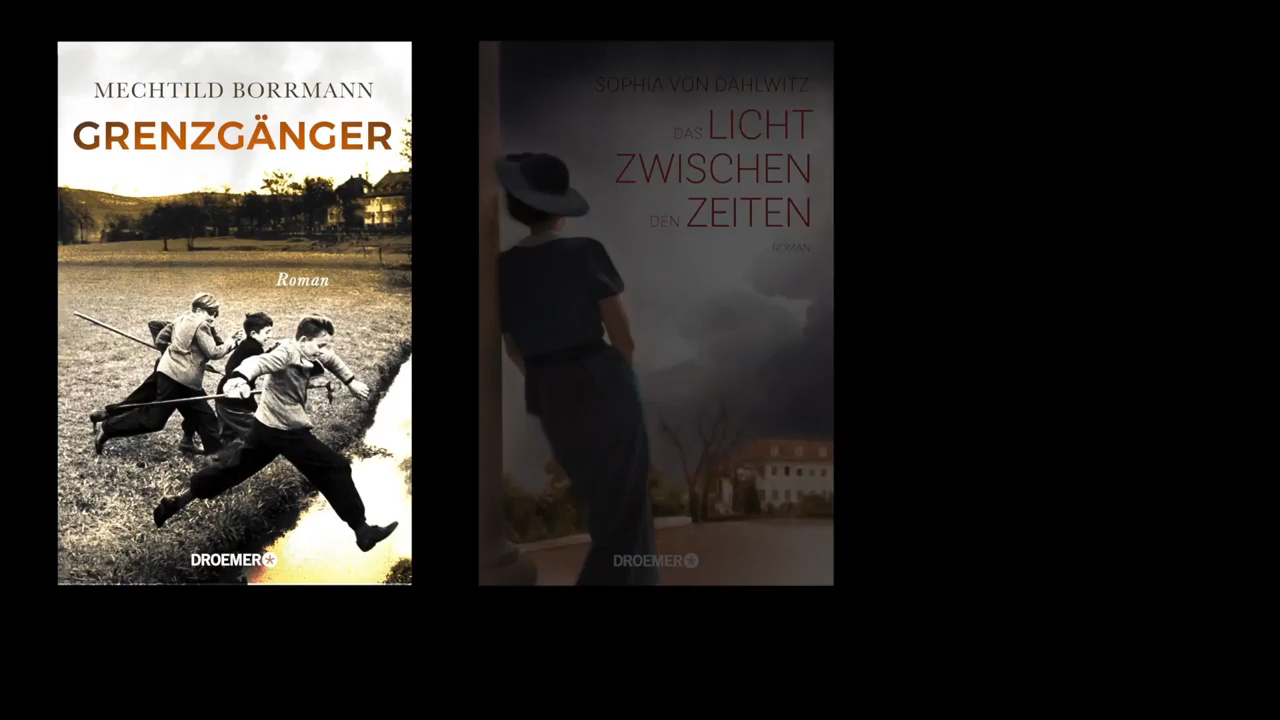 MECHTILD BORRMANN
GRENZGÄNGER
Roman
DROEMER
SOPHIA VON DAHLWITZ
DAS LICHT
ZWISCHEN
DEN ZEITEN
ROMAN
DROEMER